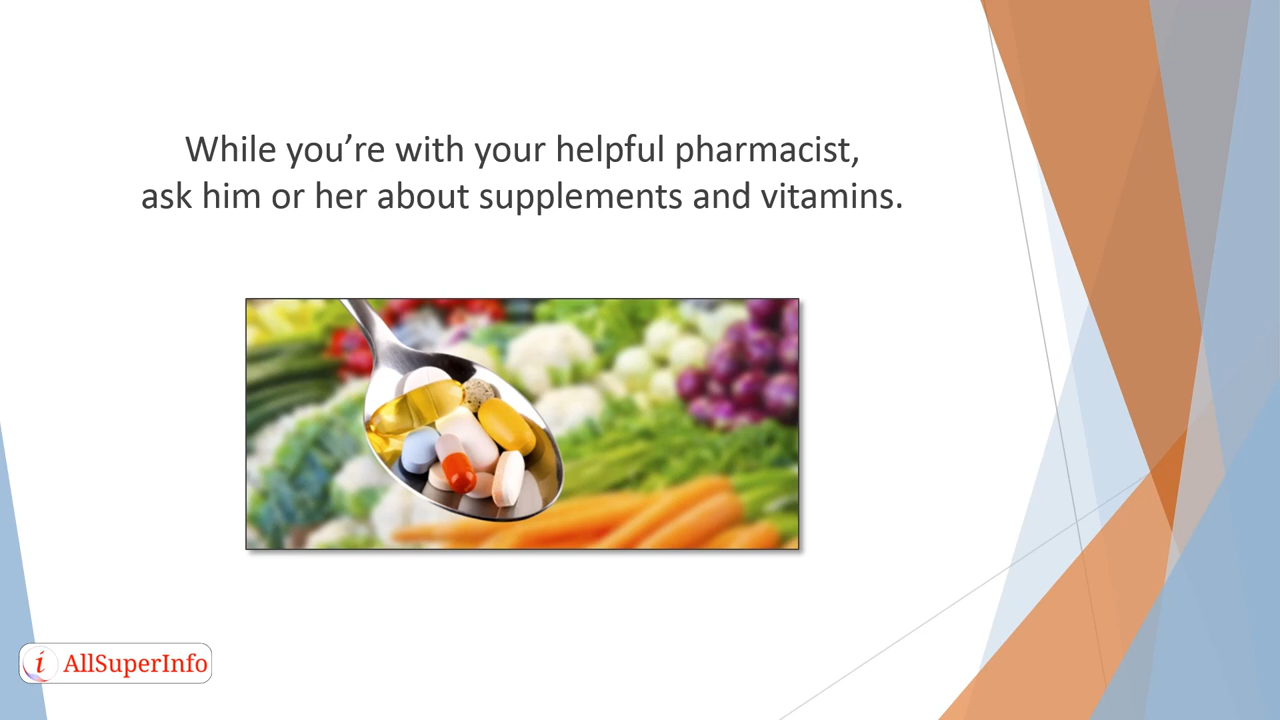 While you’re with your helpful pharmacist,
ask him or her about supplements and vitamins.
i AllSuperInfo